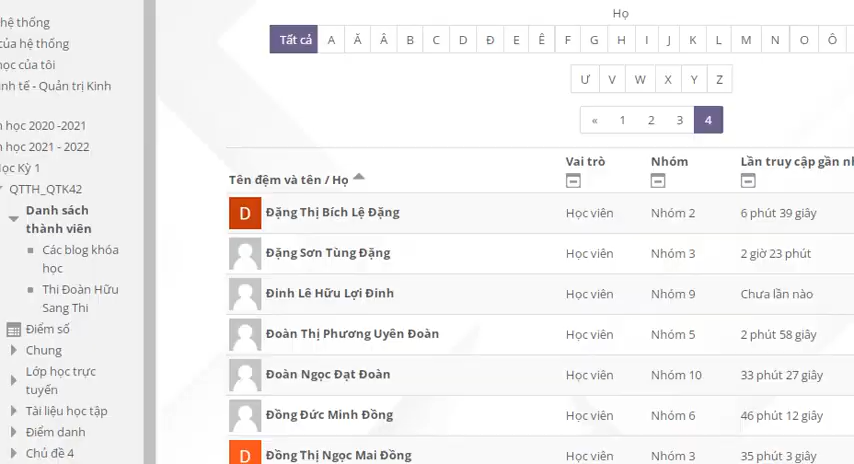 hệ thống
của hệ thống
học của tôi
inh tế - Quản trị Kinh
học 2020 -2021
học 2021 - 2022
Học Kỳ 1
QTTH_QTK42
Danh sách
thành viên
Các blog khóa
học
Thi Đoàn Hữu
Sang Thi
Điểm số
Chung
Lớp học trực
tuyến
Tài liệu học tập
Điểm danh
Chủ đề 4
Họ
Tất cả A Ă Â B C D Đ E Ê F G H I J K L M N O Ô
Ư V W X Y Z
« 1 2 3 4
Tên đệm và tên / Họ Vai trò Nhóm Lần truy cập gần
D Đặng Thị Bích Lệ Đặng Học viên Nhóm 2 6 phút 39 giây
Đặng Sơn Tùng Đặng Học viên Nhóm 3 2 giờ 23 phút
Đinh Lê Hữu Lợi Đinh Học viên Nhóm 9 Chưa lần nào
Đoàn Thị Phương Uyên Đoàn Học viên Nhóm 5 2 phút 58 giây
Đoàn Ngọc Đạt Đoàn Học viên Nhóm 10 33 phút 27 giây
Đồng Đức Minh Đồng Học viên Nhóm 6 46 phút 12 giây
D Đồng Thị Ngọc Mai Đồng Học viên Nhóm 3 35 phút 3 giây